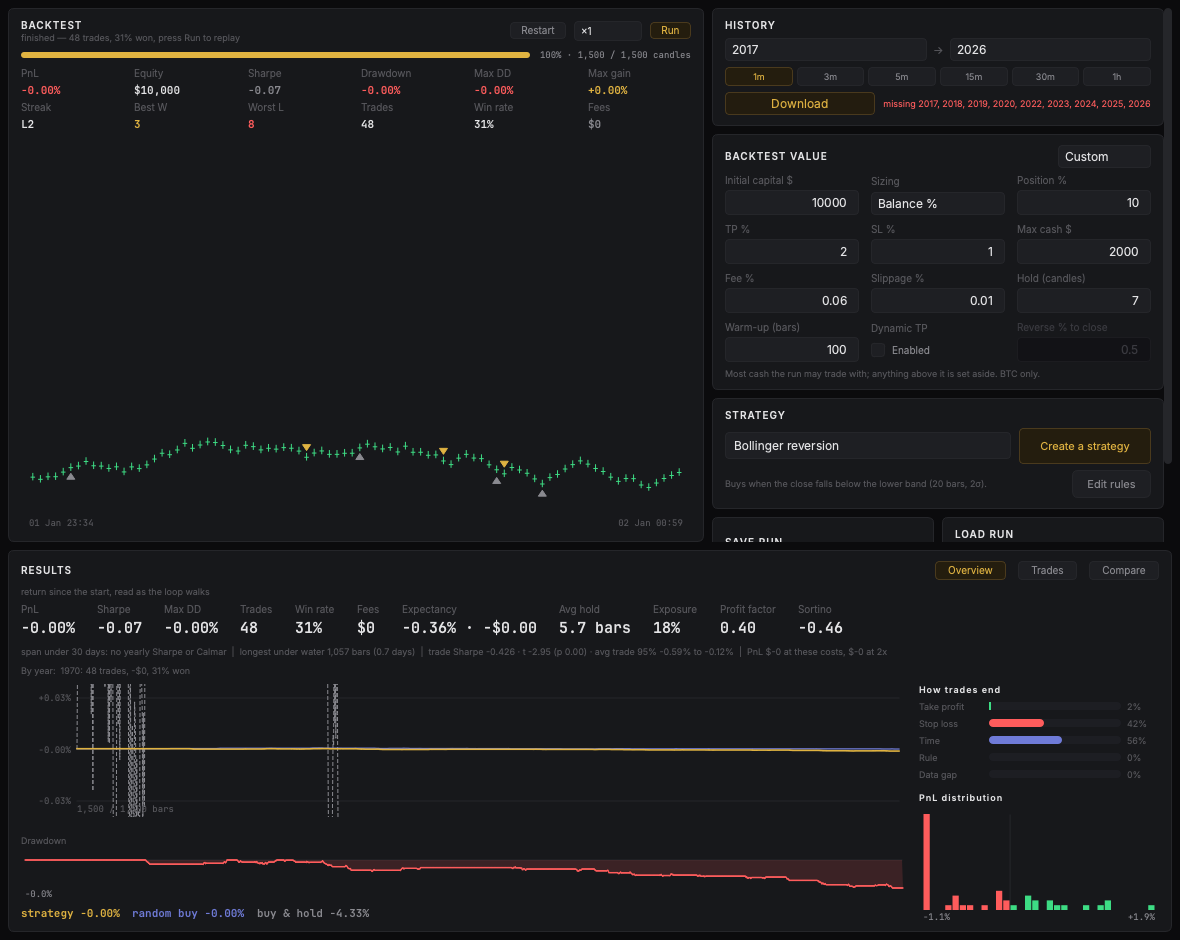 BACKTEST
finished — 48 trades, 31% won, press Run to replay
Restart
×1
Run
100% · 1,500 / 1,500 candles
PnL Equity Sharpe Drawdown Max DD Max gain
-0.00% $10,000 -0.07 -0.00% -0.00% +0.00%
Streak Best W Worst L Trades Win rate Fees
L2 3 8 48 31% $0
01 Jan 23:34 02 Jan 00:59
HISTORY
2017 → 2026
1m 3m 5m 15m 30m 1h
Download missing 2017, 2018, 2019, 2020, 2021, 2022, 2023, 2024, 2025, 2026
BACKTEST VALUE Custom
Initial capital $ Sizing Position %
10000 Balance % 10
TP % SL % Max cash $
2 1 2000
Fee % Slippage % Hold (candles)
0.06 0.01 7
Warm-up (bars) Dynamic TP Reverse % to close
100 Enabled 0.5
Most cash the run may trade with; anything above it is set aside. BTC only.
STRATEGY
Bollinger reversion Create a strategy
Buys when the close falls below the lower band (20 bars, 2σ). Edit rules
SAVE RUN LOAD RUN
RESULTS Overview Trades Compare
return since the start, read as the loop walks
PnL Sharpe Max DD Trades Win rate Fees Expectancy Avg hold Exposure Profit factor Sortino
-0.00% -0.07 -0.00% 48 31% $0 -0.36% · -$0.00 5.7 bars 18% 0.40 -0.46
span under 30 days: no yearly Sharpe or Calmar | longest under water 1,057 bars (0.7 days) | trade Sharpe -0.426 · t -2.95 (p 0.00) · avg trade 95% -0.59% to -0.12% | PnL $-0 at these costs, $-0 at 2x
By year: 1970: 48 trades, -$0, 31% won
+0.03%
-0.00%
-0.03%
1,500 / 1,500 bars
Drawdown
-0.0%
strategy -0.00% random buy -0.00% buy & hold -4.33%
How trades end
Take profit 2%
Stop loss 42%
Time 56%
Rule 0%
Data gap 0%
PnL distribution
-1.1% +1.9%